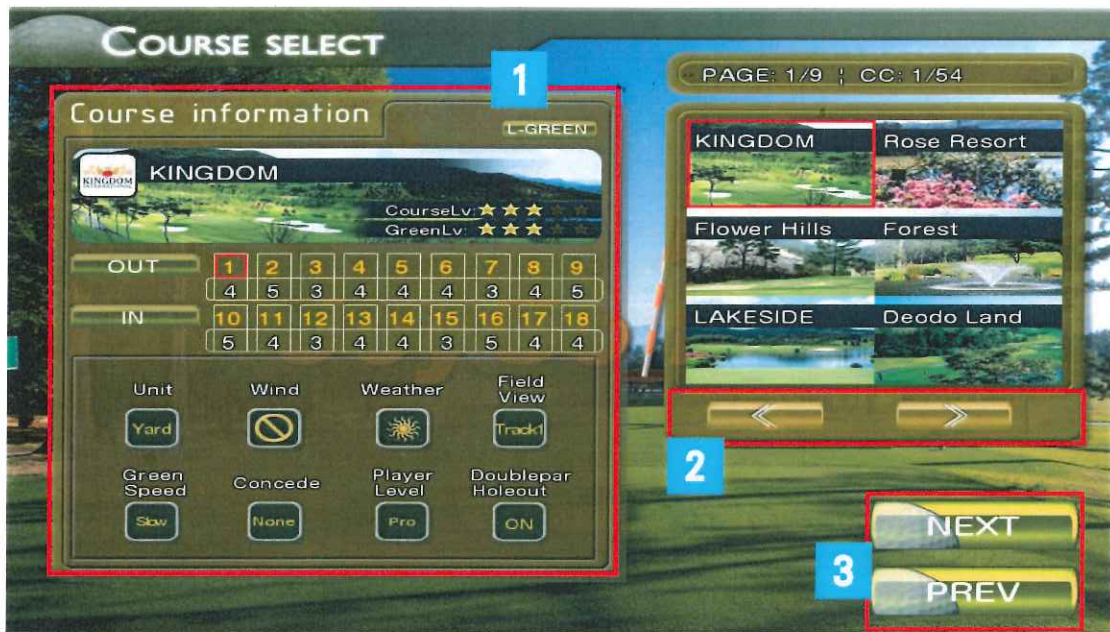 COURSE SELECT
1
PAGE: 1/9 ¦ CC: 1/54
Course information
L-GREEN
KINGDOM
INTERNATIONAL
KINGDOM
CourseLv:
GreenLv:
OUT
1 2 3 4 5 6 7 8 9
4 5 3 4 4 4 3 4 5
IN
10 11 12 13 14 15 16 17 18
5 4 3 4 4 3 5 4 4
Unit Wind Weather Field View
Yard Track1
Green Speed Concede Player Level Doublepar Holeout
Slow None Pro ON
KINGDOM Rose Resort
Flower Hills Forest
LAKESIDE Deodo Land
2
NEXT
3
PREV